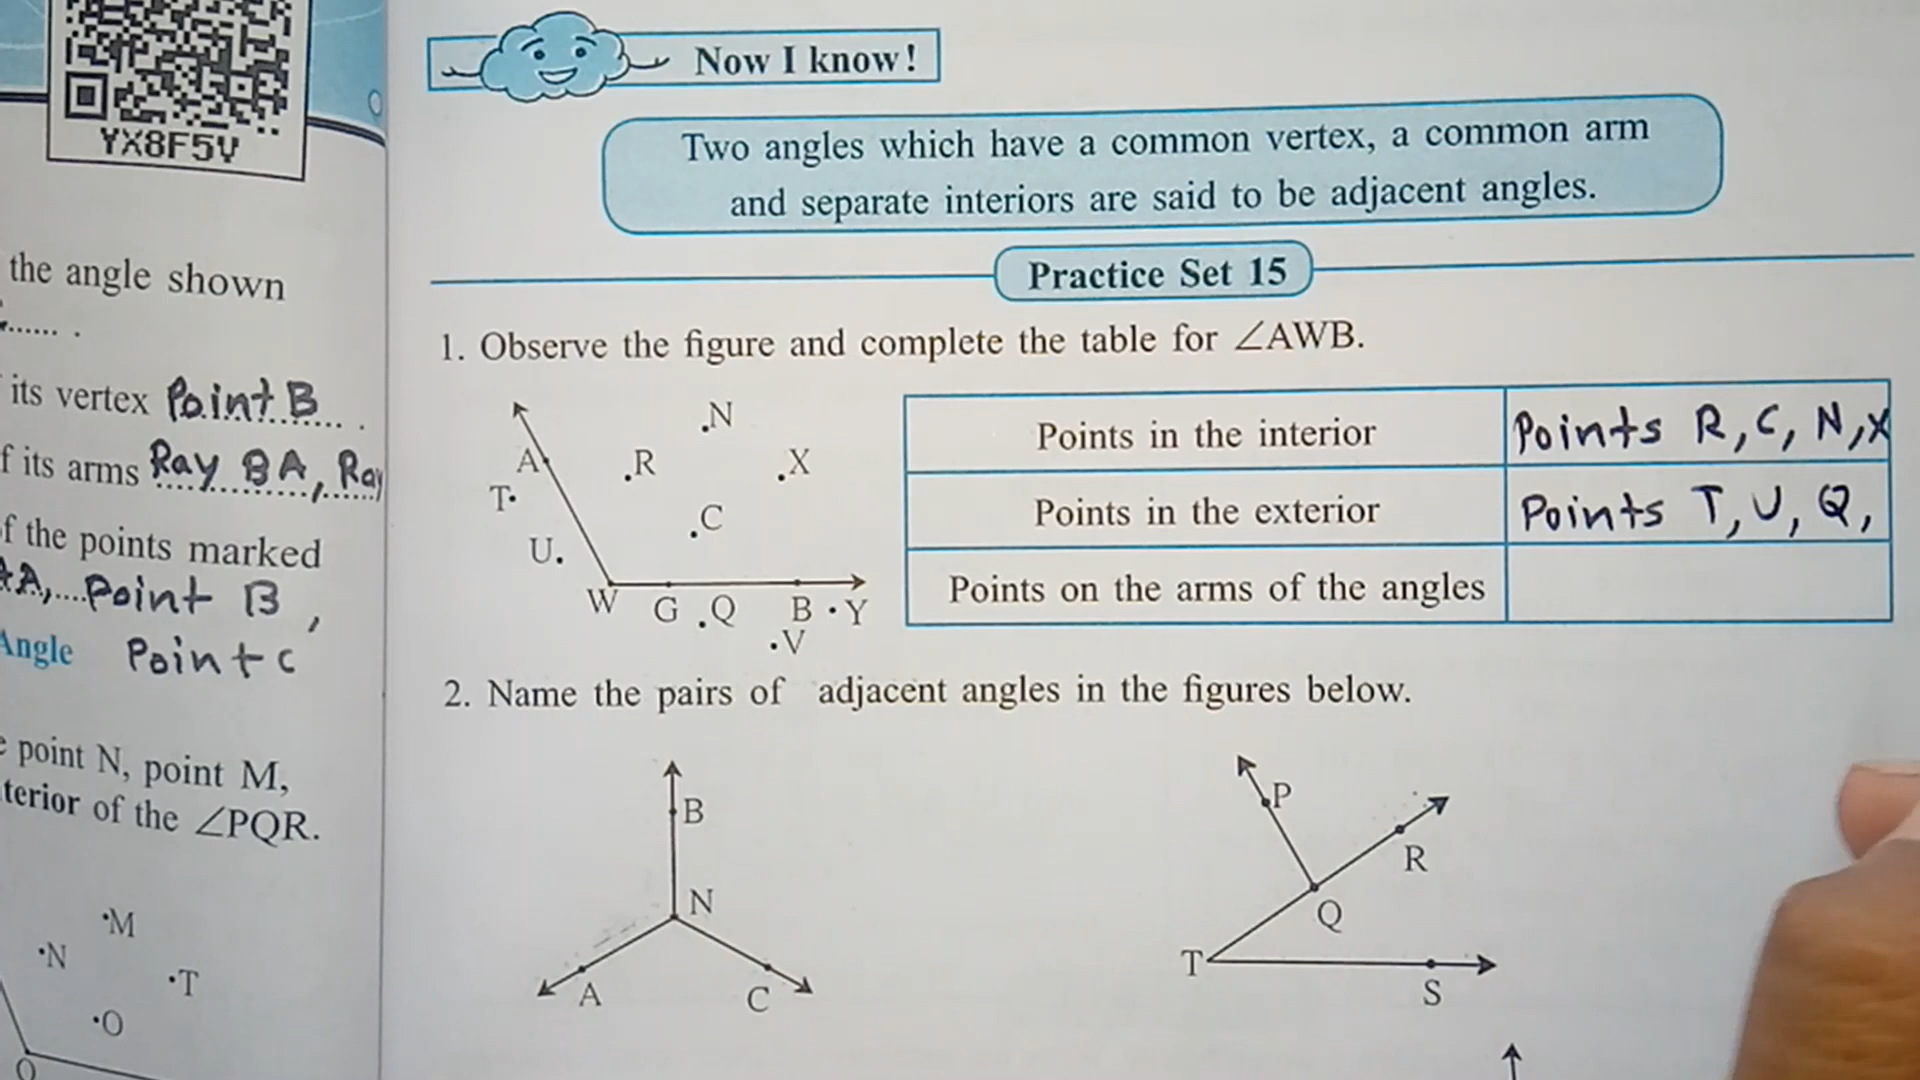 YX8F5V
the angle shown
...... .
its vertex Point B .
f its arms Ray BA, Ray
f the points marked
A, Point B,
Angle Point C
point N, point M,
terior of the ∠PQR.
M
N
T
O
Now I know!
Two angles which have a common vertex, a common arm
and separate interiors are said to be adjacent angles.
Practice Set 15
1. Observe the figure and complete the table for ∠AWB.
N
A R X
T
C
U
W G Q B Y
V
Points in the interior Points R, C, N, X
Points in the exterior Points T, U, Q,
Points on the arms of the angles
2. Name the pairs of adjacent angles in the figures below.
B
N
A C
P
R
Q
T
S